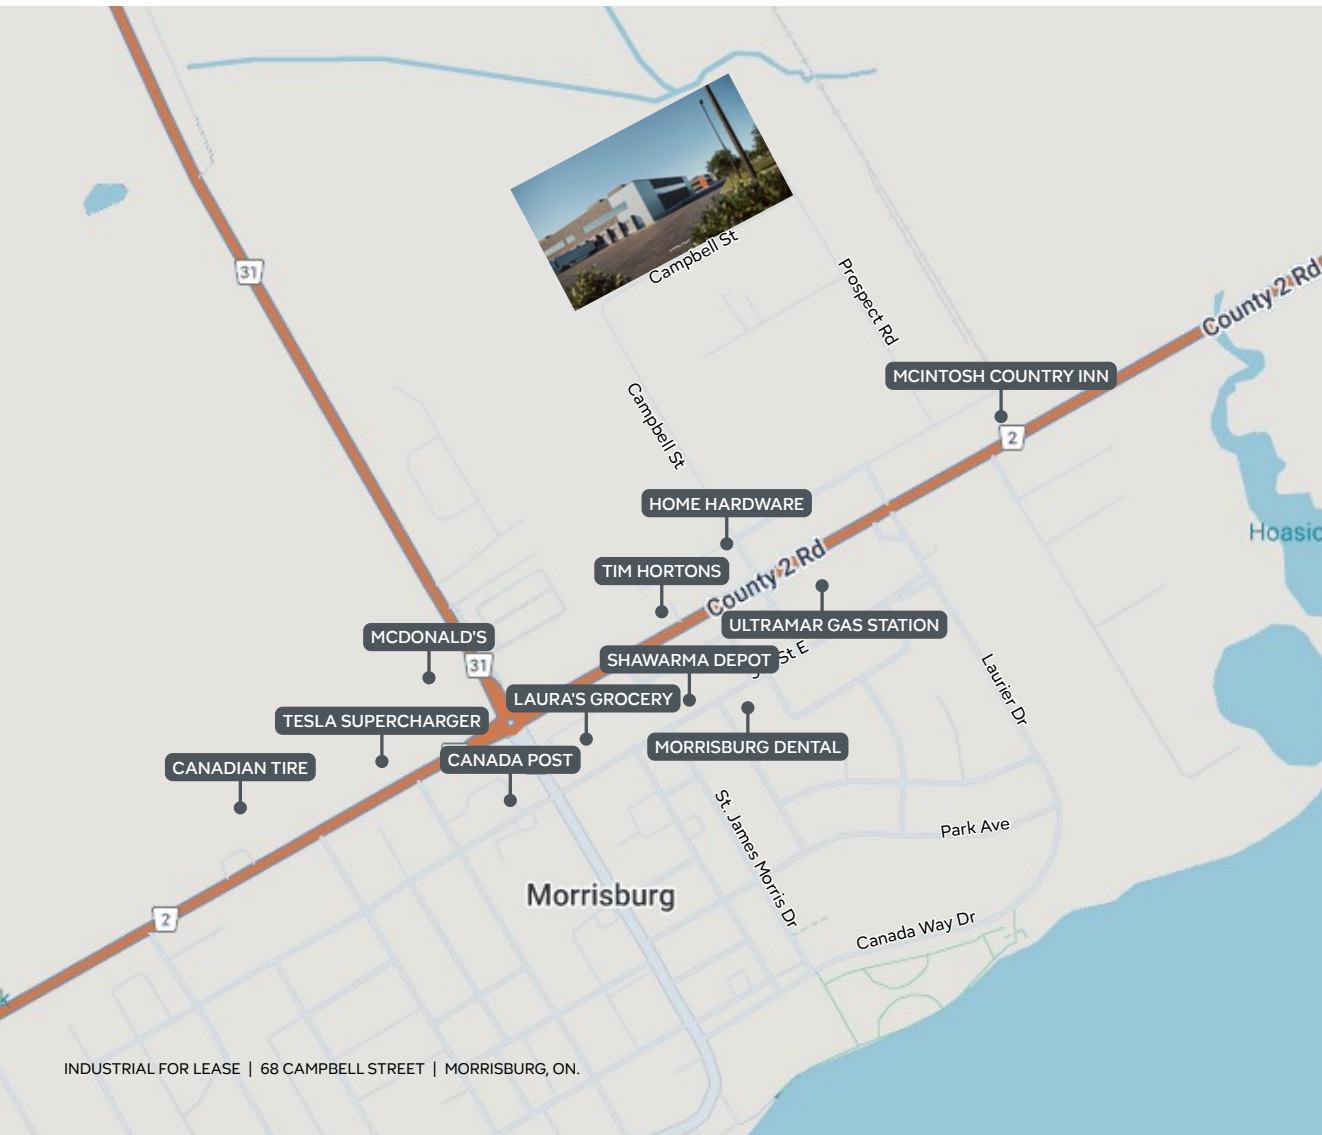 Campbell St
31
Prospect Rd
County 2 Rd
MCINTOSH COUNTRY INN
Campbell St
2
HOME HARDWARE
Hoasic
County 2 Rd
TIM HORTONS
ULTRAMAR GAS STATION
MCDONALD'S
31
SHAWARMA DEPOT
St E
Laurier Dr
LAURA'S GROCERY
TESLA SUPERCHARGER
MORRISBURG DENTAL
CANADA POST
CANADIAN TIRE
St. James Morris Dr
Park Ave
Morrisburg
2
Canada Way Dr
k
INDUSTRIAL FOR LEASE | 68 CAMPBELL STREET | MORRISBURG, ON.